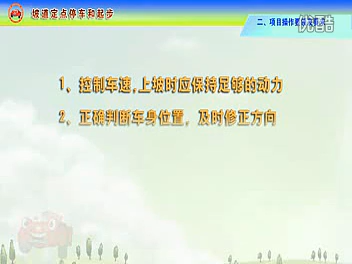 坡道定点停车和起步
二、项目操作要
优酷
1、控制车速,上坡时应保持足够的动力
2、正确判断车身位置，及时修正方向